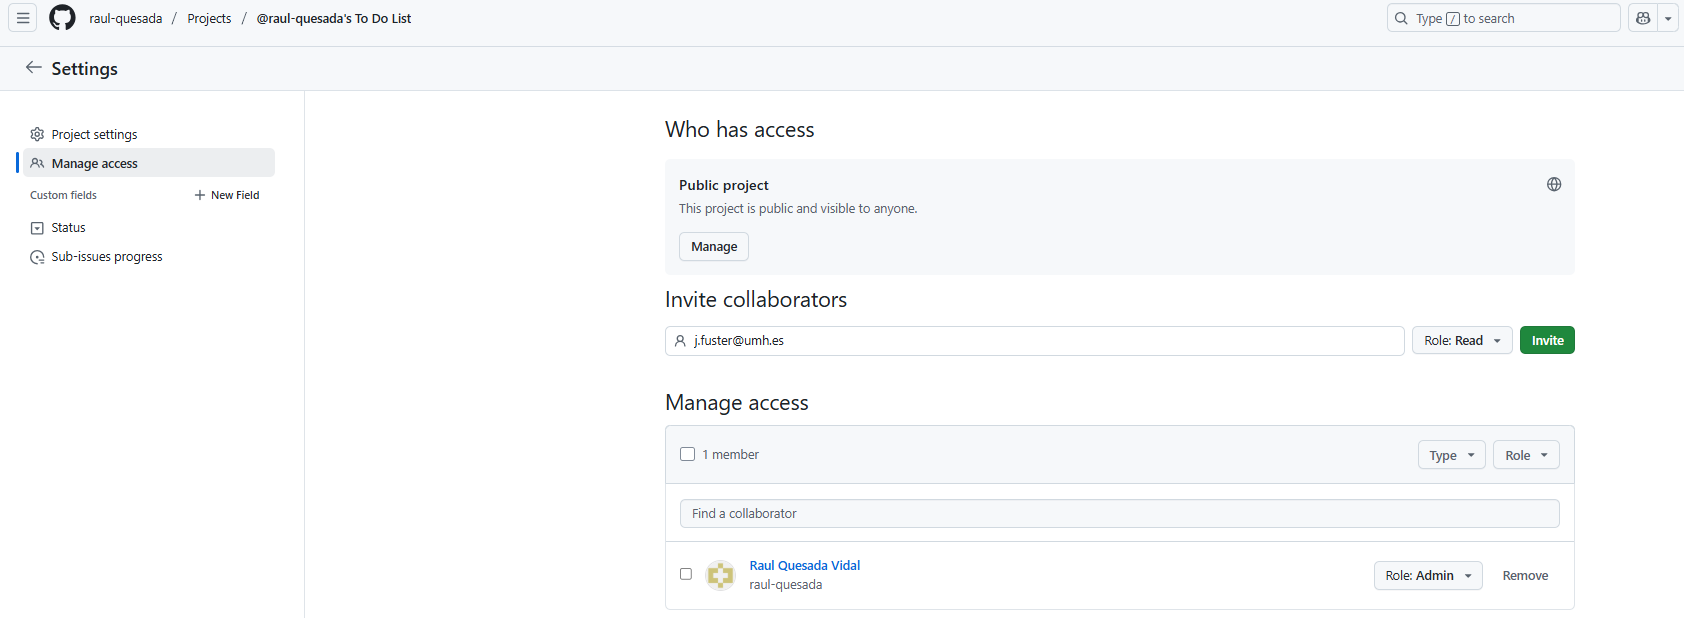 raul-quesada / Projects / @raul-quesada's To Do List
Type / to search
Settings
Project settings
Manage access
Custom fields
New Field
Status
Sub-issues progress
Who has access
Public project
This project is public and visible to anyone.
Manage
Invite collaborators
j.fuster@umh.es
Role: Read
Invite
Manage access
1 member
Type
Role
Find a collaborator
Raul Quesada Vidal
raul-quesada
Role: Admin
Remove